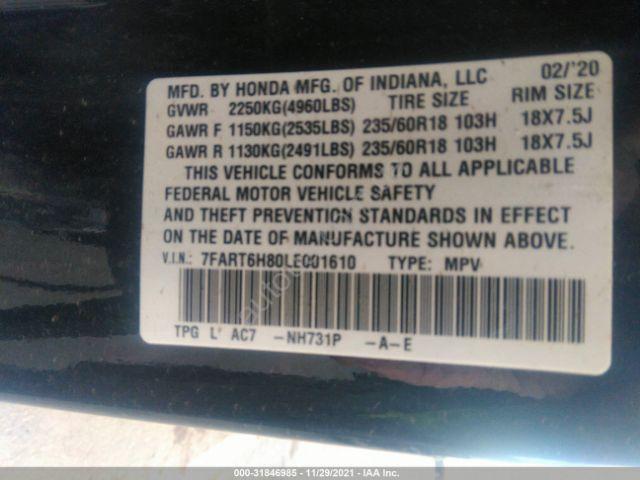 MFD. BY HONDA MFG. OF INDIANA, LLC 02/'20
GVWR 2250KG(4960LBS) TIRE SIZE RIM SIZE
GAWR F 1150KG(2535LBS) 235/60R18 103H 18X7.5J
GAWR R 1130KG(2491LBS) 235/60R18 103H 18X7.5J
THIS VEHICLE CONFORMS TO ALL APPLICABLE
FEDERAL MOTOR VEHICLE SAFETY
AND THEFT PREVENTION STANDARDS IN EFFECT
ON THE DATE OF MANUFACTURE SHOWN ABOVE.
V.I.N.: 7FART6H80LE001610 TYPE: MPV
TPG L' AC7 -NH731P -A-E
000-31846985 - 11/29/2021 - IAA Inc.